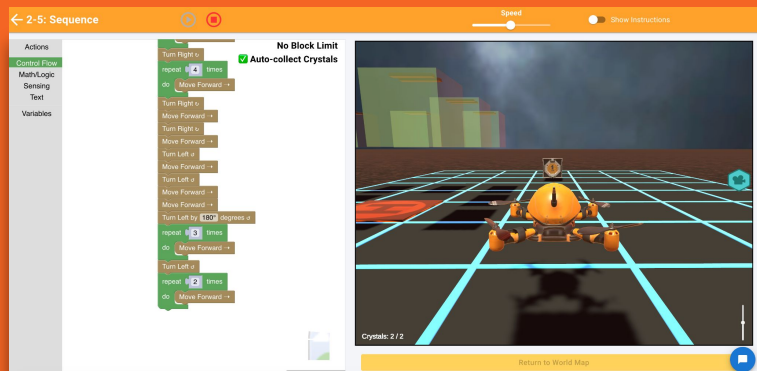 ← 2-5: Sequence
Speed
Show Instructions
Actions
Control Flow
Math/Logic
Sensing
Text
Variables
No Block Limit
✅ Auto-collect Crystals
Turn Right ↻
repeat 4 times
do Move Forward →
Turn Right ↻
Move Forward →
Turn Right ↻
Move Forward →
Turn Left ↺
Move Forward →
Turn Left ↺
Move Forward →
Move Forward →
Turn Left by 180° degrees ↺
repeat 3 times
do Move Forward →
Turn Left ↺
repeat 2 times
do Move Forward →
Crystals: 2 / 2
Return to World Map